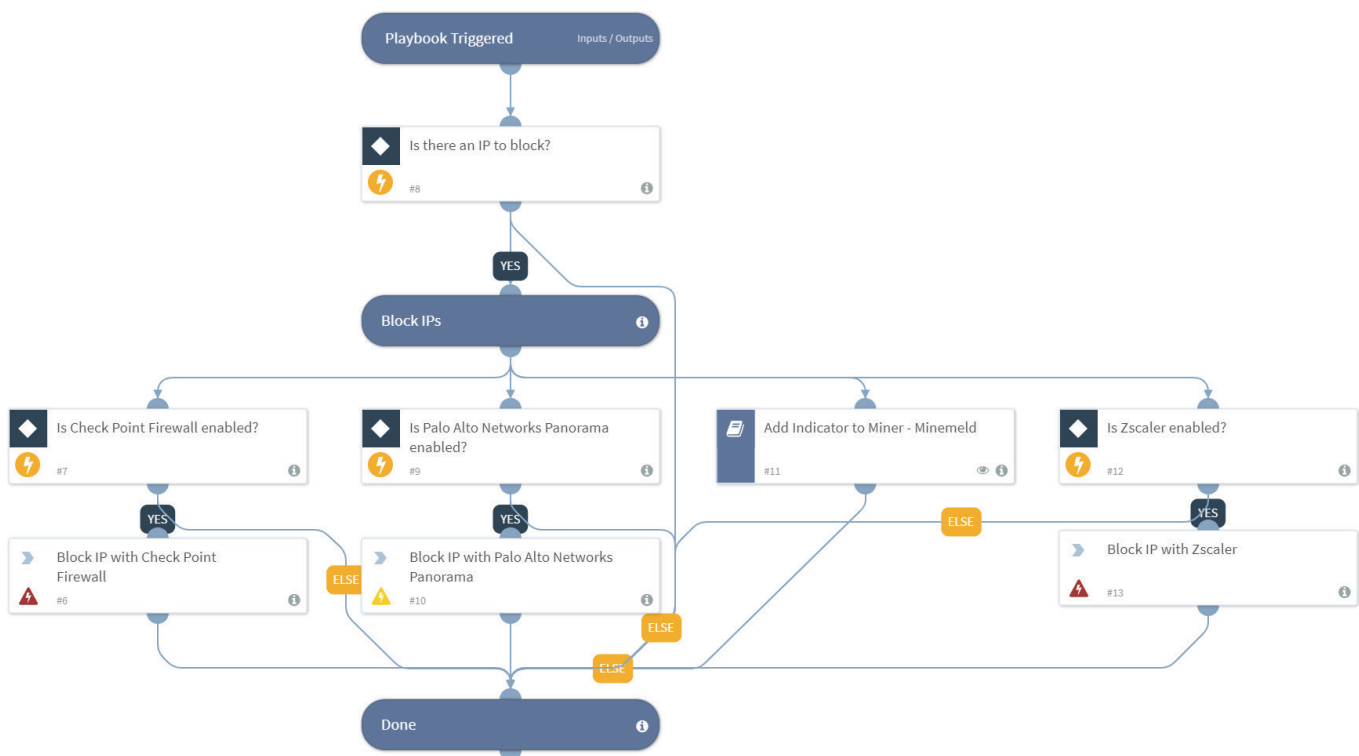 Playbook Triggered
Inputs / Outputs
Is there an IP to block?
#8
YES
Block IPs
Is Check Point Firewall enabled?
#7
Is Palo Alto Networks Panorama
enabled?
#9
Add Indicator to Miner - Minemeld
#11
Is Zscaler enabled?
#12
YES
YES
ELSE
YES
Block IP with Check Point
Firewall
#6
ELSE
Block IP with Palo Alto Networks
Panorama
#10
Block IP with Zscaler
#13
ELSE
ELSE
Done